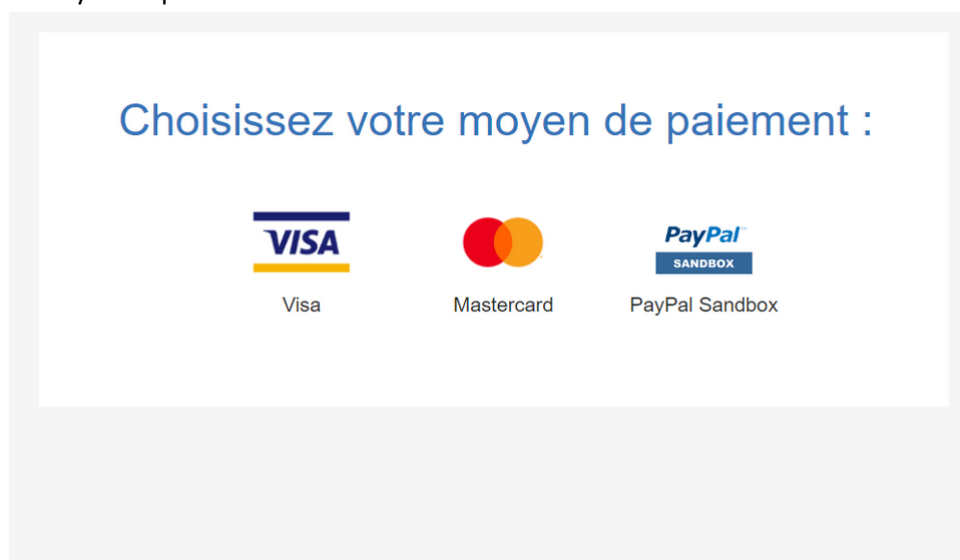 Choisissez votre moyen de paiement :
VISA
PayPal
SANDBOX
Visa
Mastercard
PayPal Sandbox